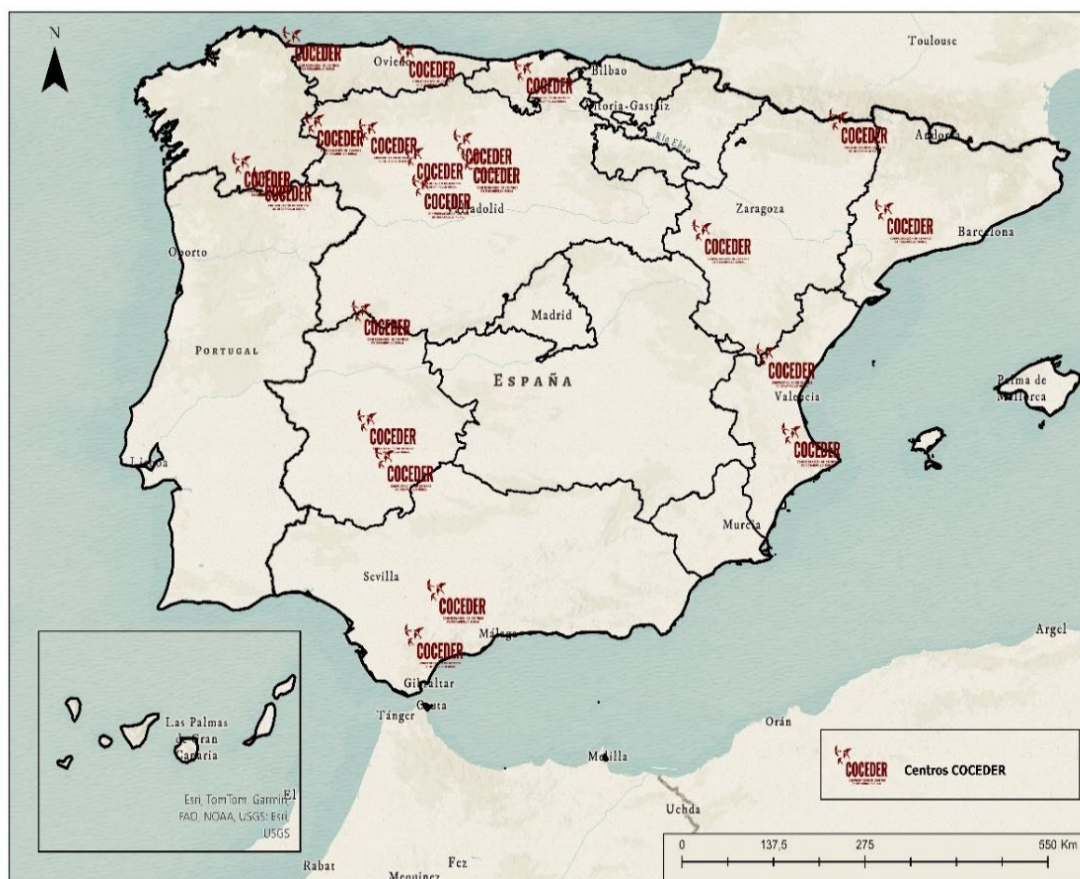 N
Toulouse
COCEDER
Oviedo
COCEDER
COCEDER
Bilbao
Vitoria-Gasteiz
Río Ebro
COCEDER
Andorra
COCEDER
COCEDER
COCEDER
COCEDER
COCEDER
COCEDER
COCEDER
COCEDER
Valladolid
Zaragoza
COCEDER
Barcelona
COCEDER
Oporto
Madrid
COCEDER
PORTUGAL
ESPAÑA
COCEDER
Valencia
Palma de
Mallorca
COCEDER
COCEDER
Lisboa
COCEDER
Murcia
Sevilla
COCEDER
Málaga
COCEDER
Argel
Gibraltar
Ceuta
Tánger
Orán
Las Palmas
de Gran
Canaria
Melilla
COCEDER
Centros COCEDER
Esri, TomTom, Garmin,
FAO, NOAA, USGS; Esri,
USGS
El
Uchda
0 137,5 275 550 Km
Rabat
Fez
Mequinez